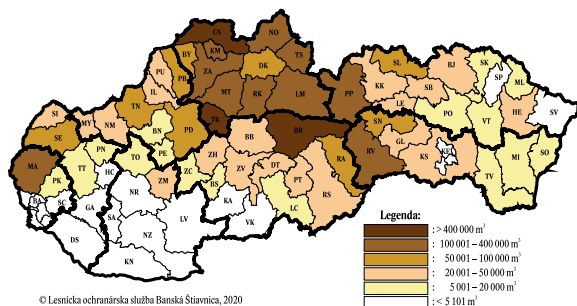 CA
NO
KM
TS
BY
ZA
DK
PU
PB
IL
MT
RK
LM
PP
SL
BJ
SK
SP
ML
KK
SB
LE
HE
SV
PO
VT
SI
MY
NM
TN
SE
BN
PD
TR
BB
BR
SN
GL
RV
KS
KE
MI
SO
TV
MA
PK
PN
TT
HC
TO
PE
ZH
ZV
DT
PT
RA
RS
ZC
BS
ZM
KA
LC
VK
LV
NR
BA
SC
GA
SA
NZ
DS
KN
Legenda:
: > 400 000 m³
: 100 001 – 400 000 m³
: 50 001 – 100 000 m³
: 20 001 – 50 000 m³
: 5 001 – 20 000 m³
: < 5 101 m³
© Lesnícka ochranárska služba Banská Štiavnica, 2020